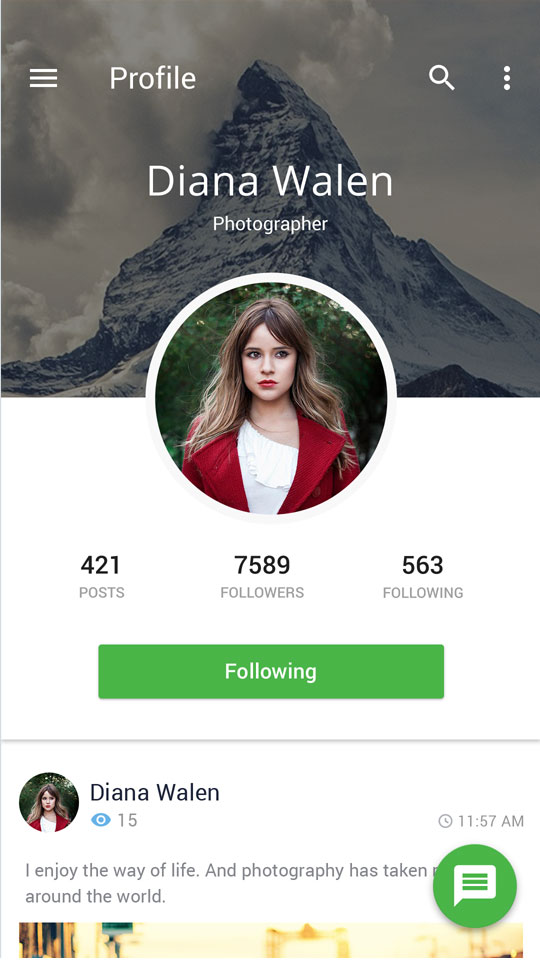 Profile
Diana Walen
Photographer
421 7589 563
POSTS FOLLOWERS FOLLOWING
Following
Diana Walen
15 11:57 AM
I enjoy the way of life. And photography has taken
around the world.